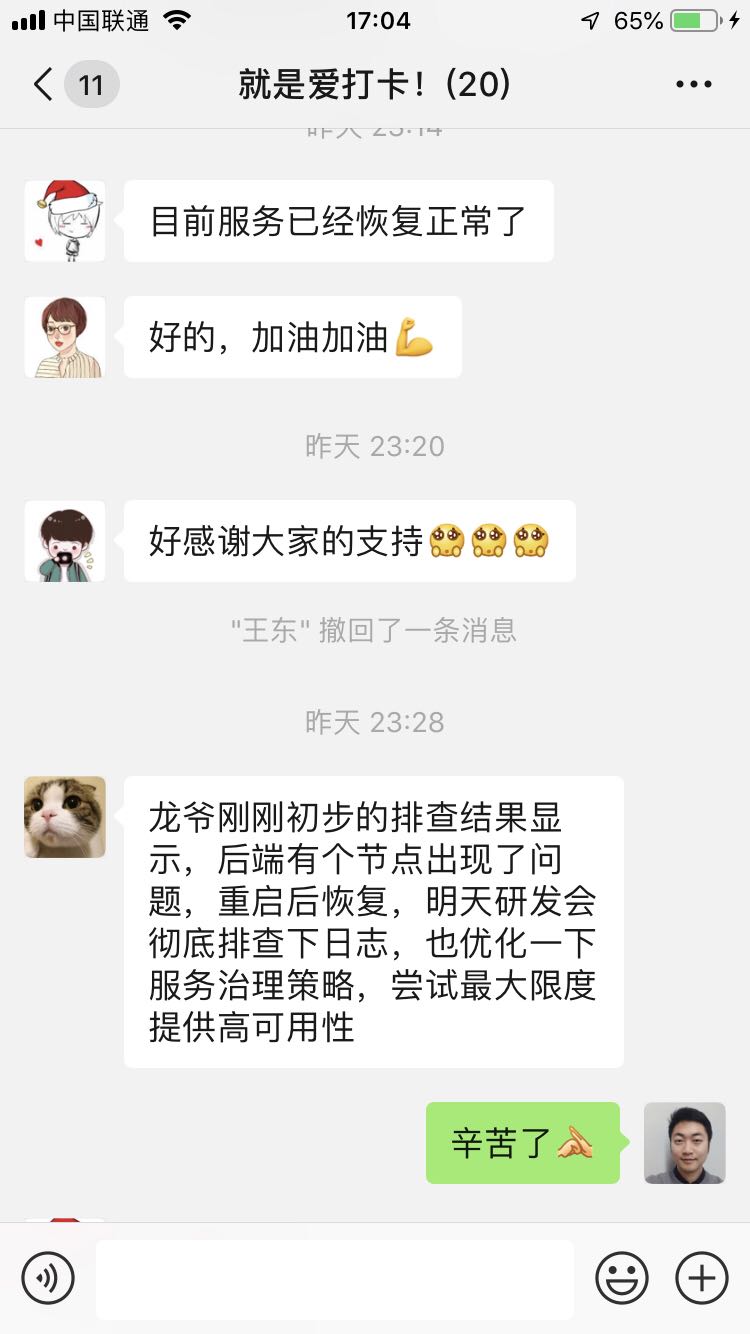 中国联通
17:04
65%
11
就是爱打卡！(20)
昨天 23:14
目前服务已经恢复正常了
好的，加油加油💪
昨天 23:20
好感谢大家的支持🥺🥺🥺
"王东" 撤回了一条消息
昨天 23:28
龙爷刚刚初步的排查结果显
示，后端有个节点出现了问
题，重启后恢复，明天研发会
彻底排查下日志，也优化一下
服务治理策略，尝试最大限度
提供高可用性
辛苦了